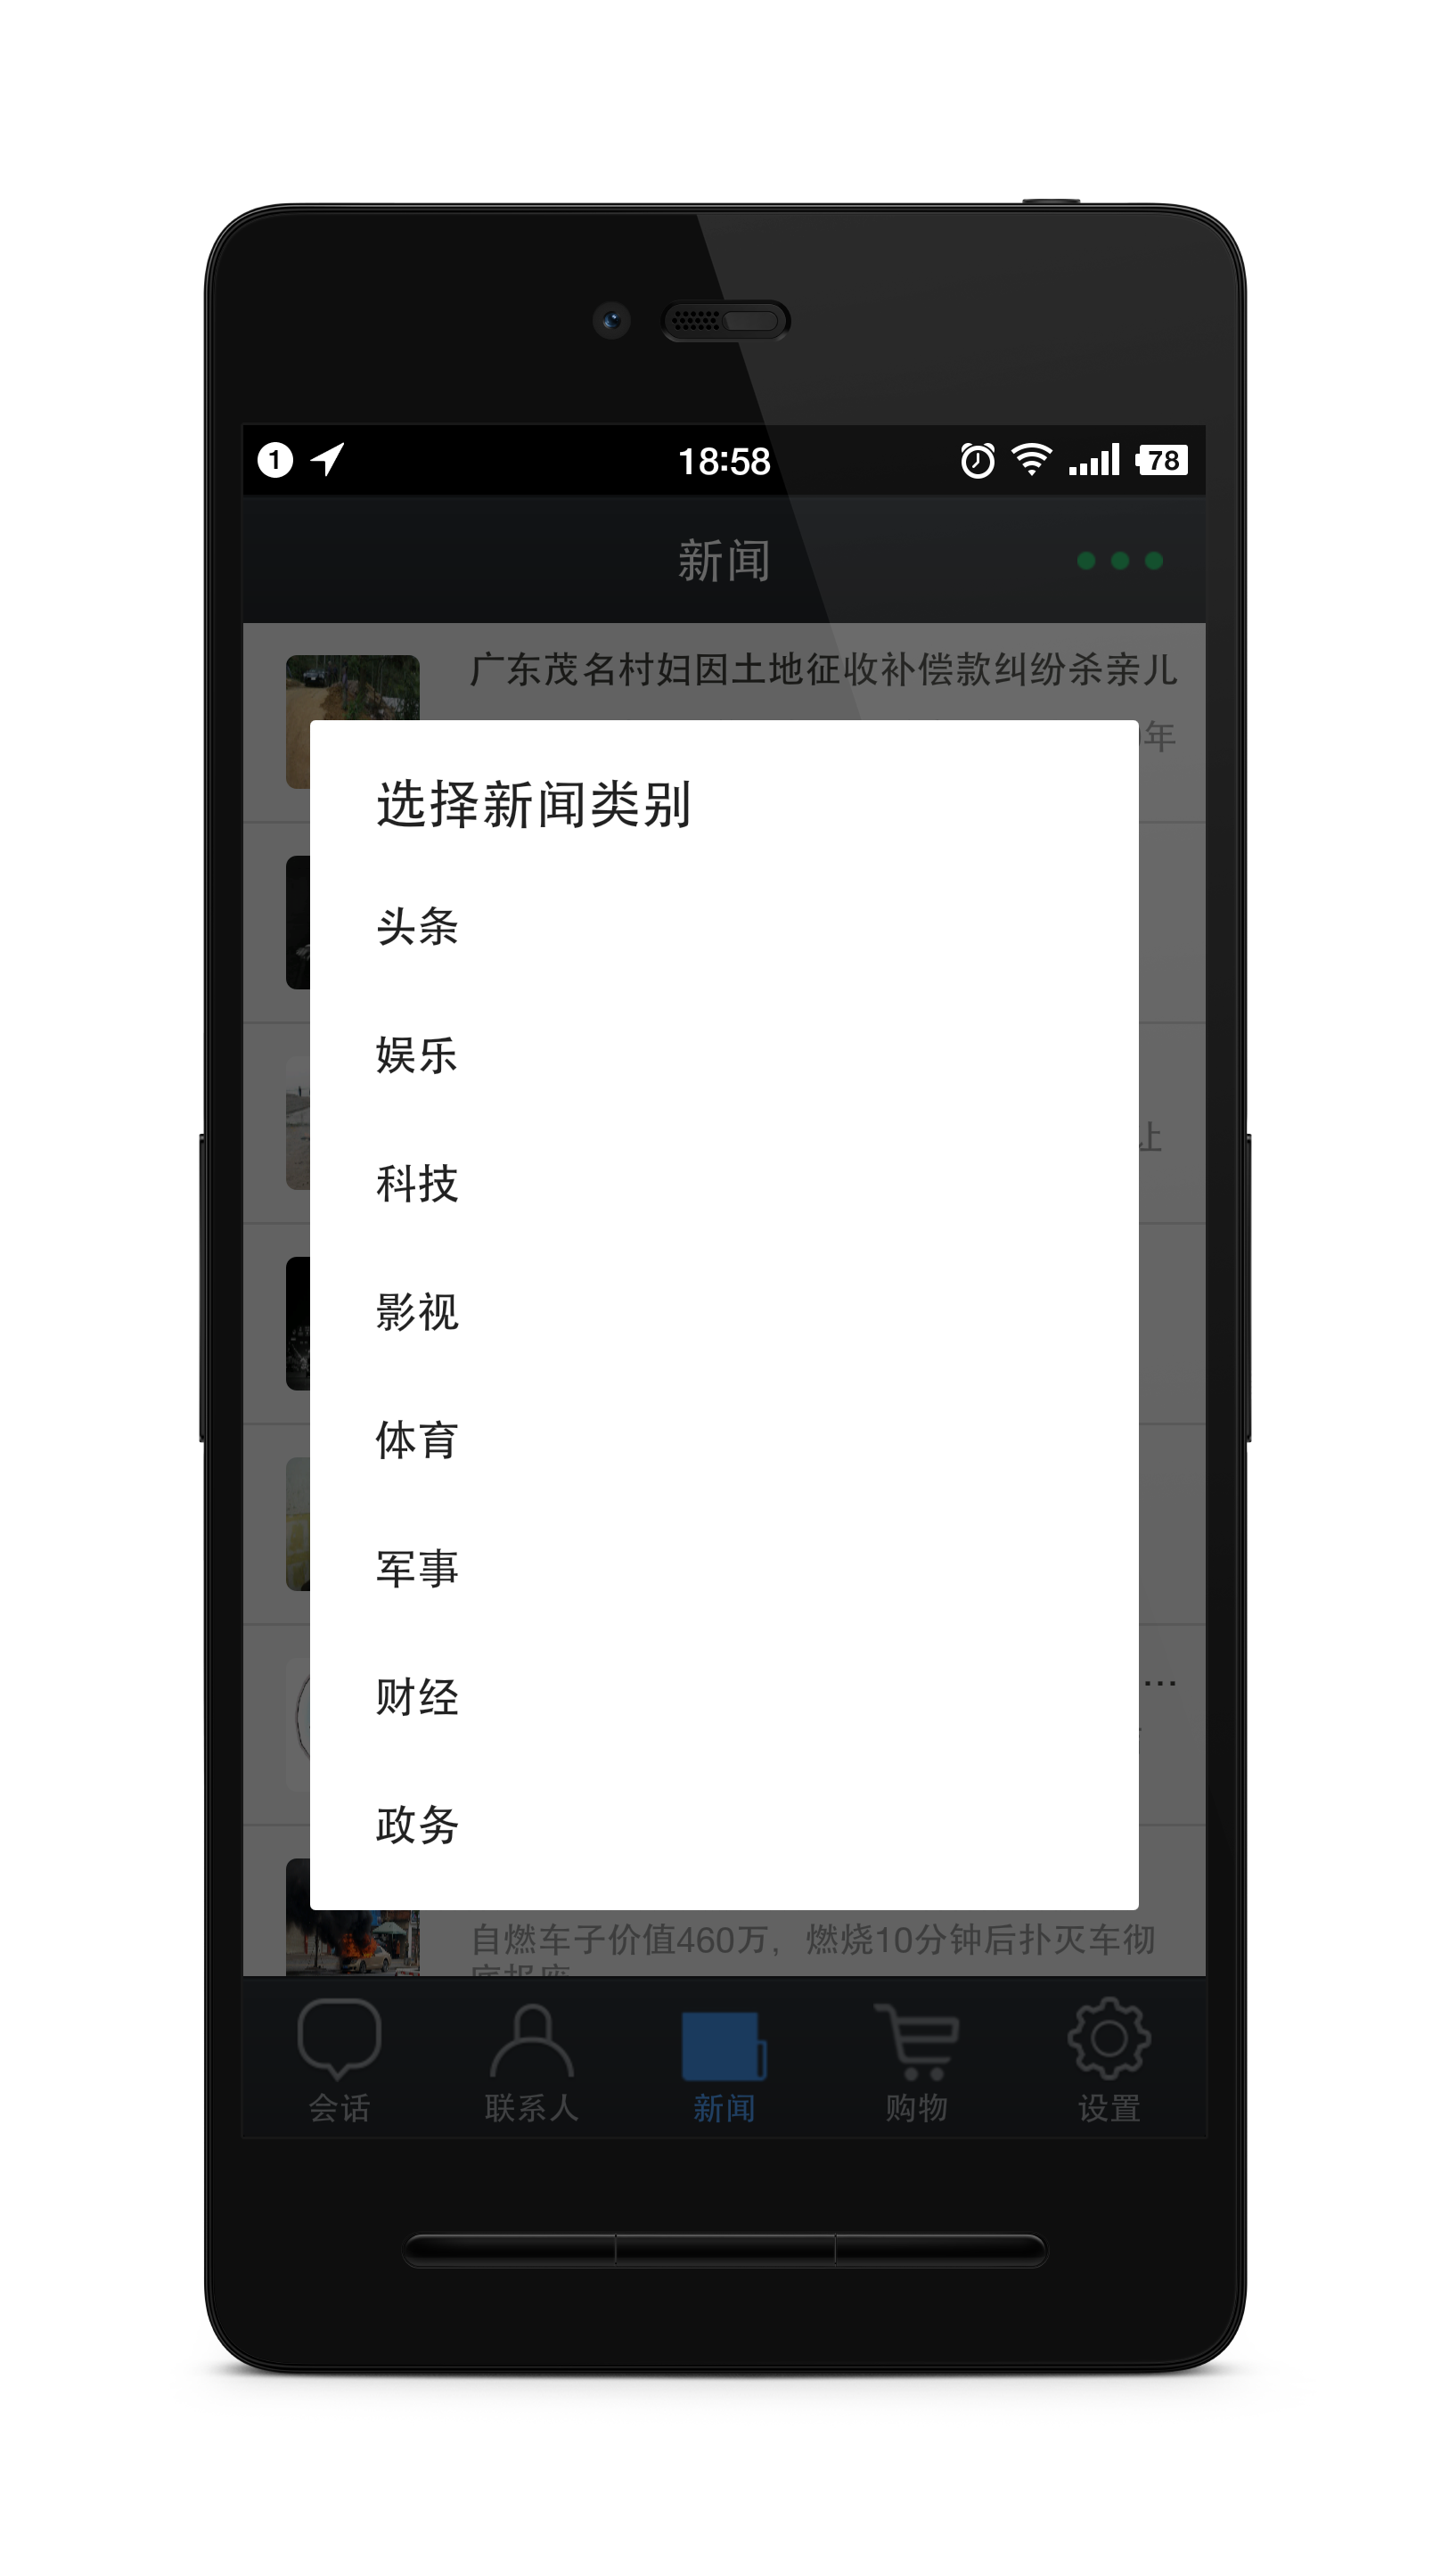 1
18:58
78
新闻
广东茂名村妇因土地征收补偿款纠纷杀亲儿
年
选择新闻类别
头条
娱乐
科技
让
影视
体育
军事
财经
...
政务
自燃车子价值460万，燃烧10分钟后扑灭车彻
会话
联系人
新闻
购物
设置